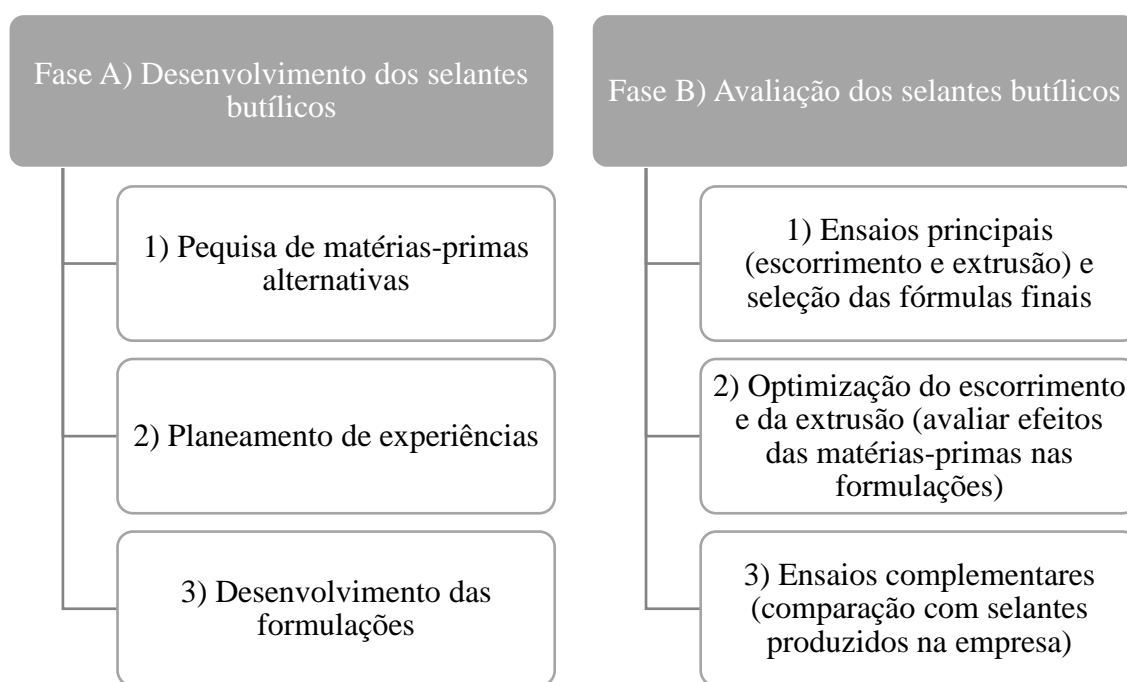 Fase A) Desenvolvimento dos selantes
butílicos
1) Pequisa de matérias-primas
alternativas
2) Planeamento de experiências
3) Desenvolvimento das
formulações
Fase B) Avaliação dos selantes butílicos
1) Ensaios principais
(escorrimento e extrusão) e
seleção das fórmulas finais
2) Optimização do escorrimento
e da extrusão (avaliar efeitos
das matérias-primas nas
formulações)
3) Ensaios complementares
(comparação com selantes
produzidos na empresa)